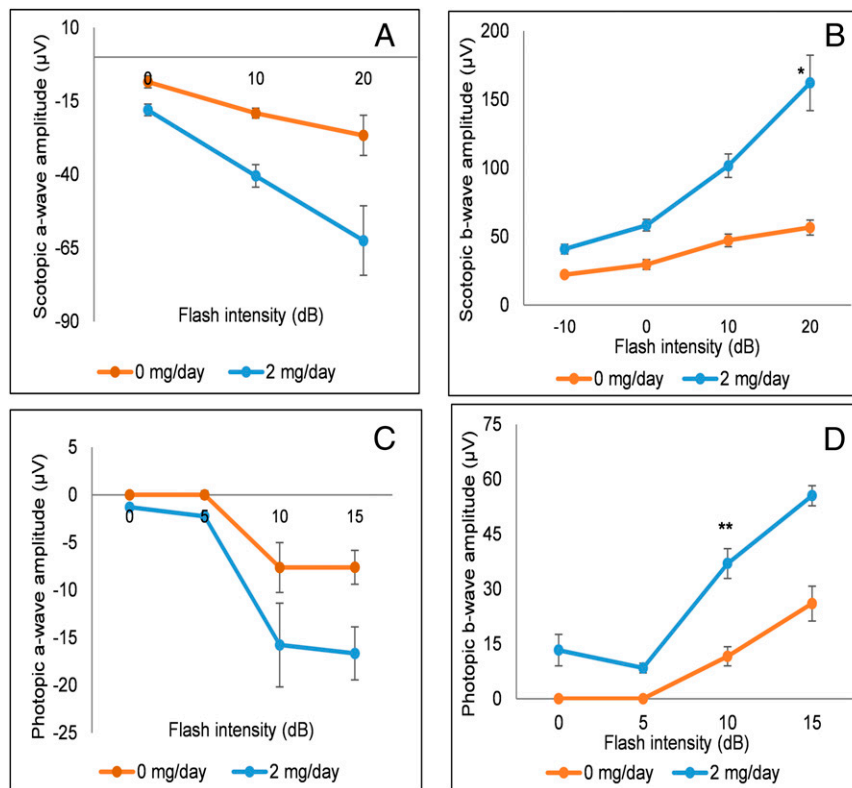 A
Scotopic a-wave amplitude (µV)
10
-15
-40
-65
-90
0 10 20
Flash intensity (dB)
0 mg/day 2 mg/day
B
Scotopic b-wave amplitude (µV)
200
150
100
50
0
*
-10 0 10 20
Flash intensity (dB)
0 mg/day 2 mg/day
C
Photopic a-wave amplitude (µV)
5
0
-5
-10
-15
-20
-25
0 5 10 15
Flash intensity (dB)
0 mg/day 2 mg/day
D
Photopic b-wave amplitude (µV)
75
60
45
30
15
0
**
0 5 10 15
Flash intensity (dB)
0 mg/day 2 mg/day